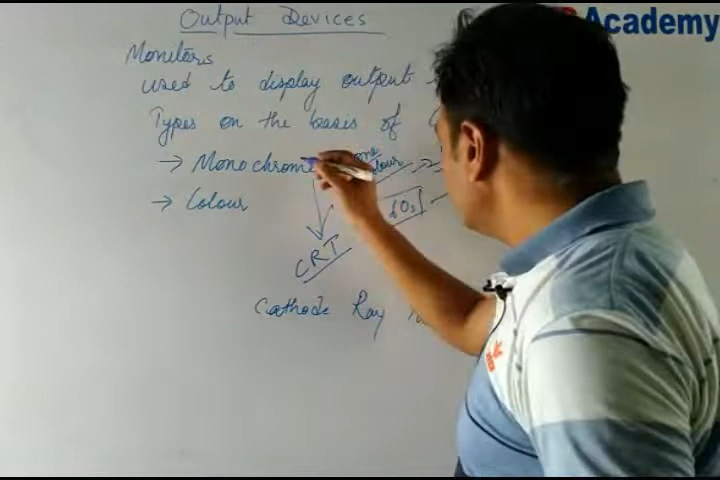 Academy
Output Devices
Monitors
used to display output
Types on the basis of
→ Monochrome
→ Colour
CRT
Cathode Ray